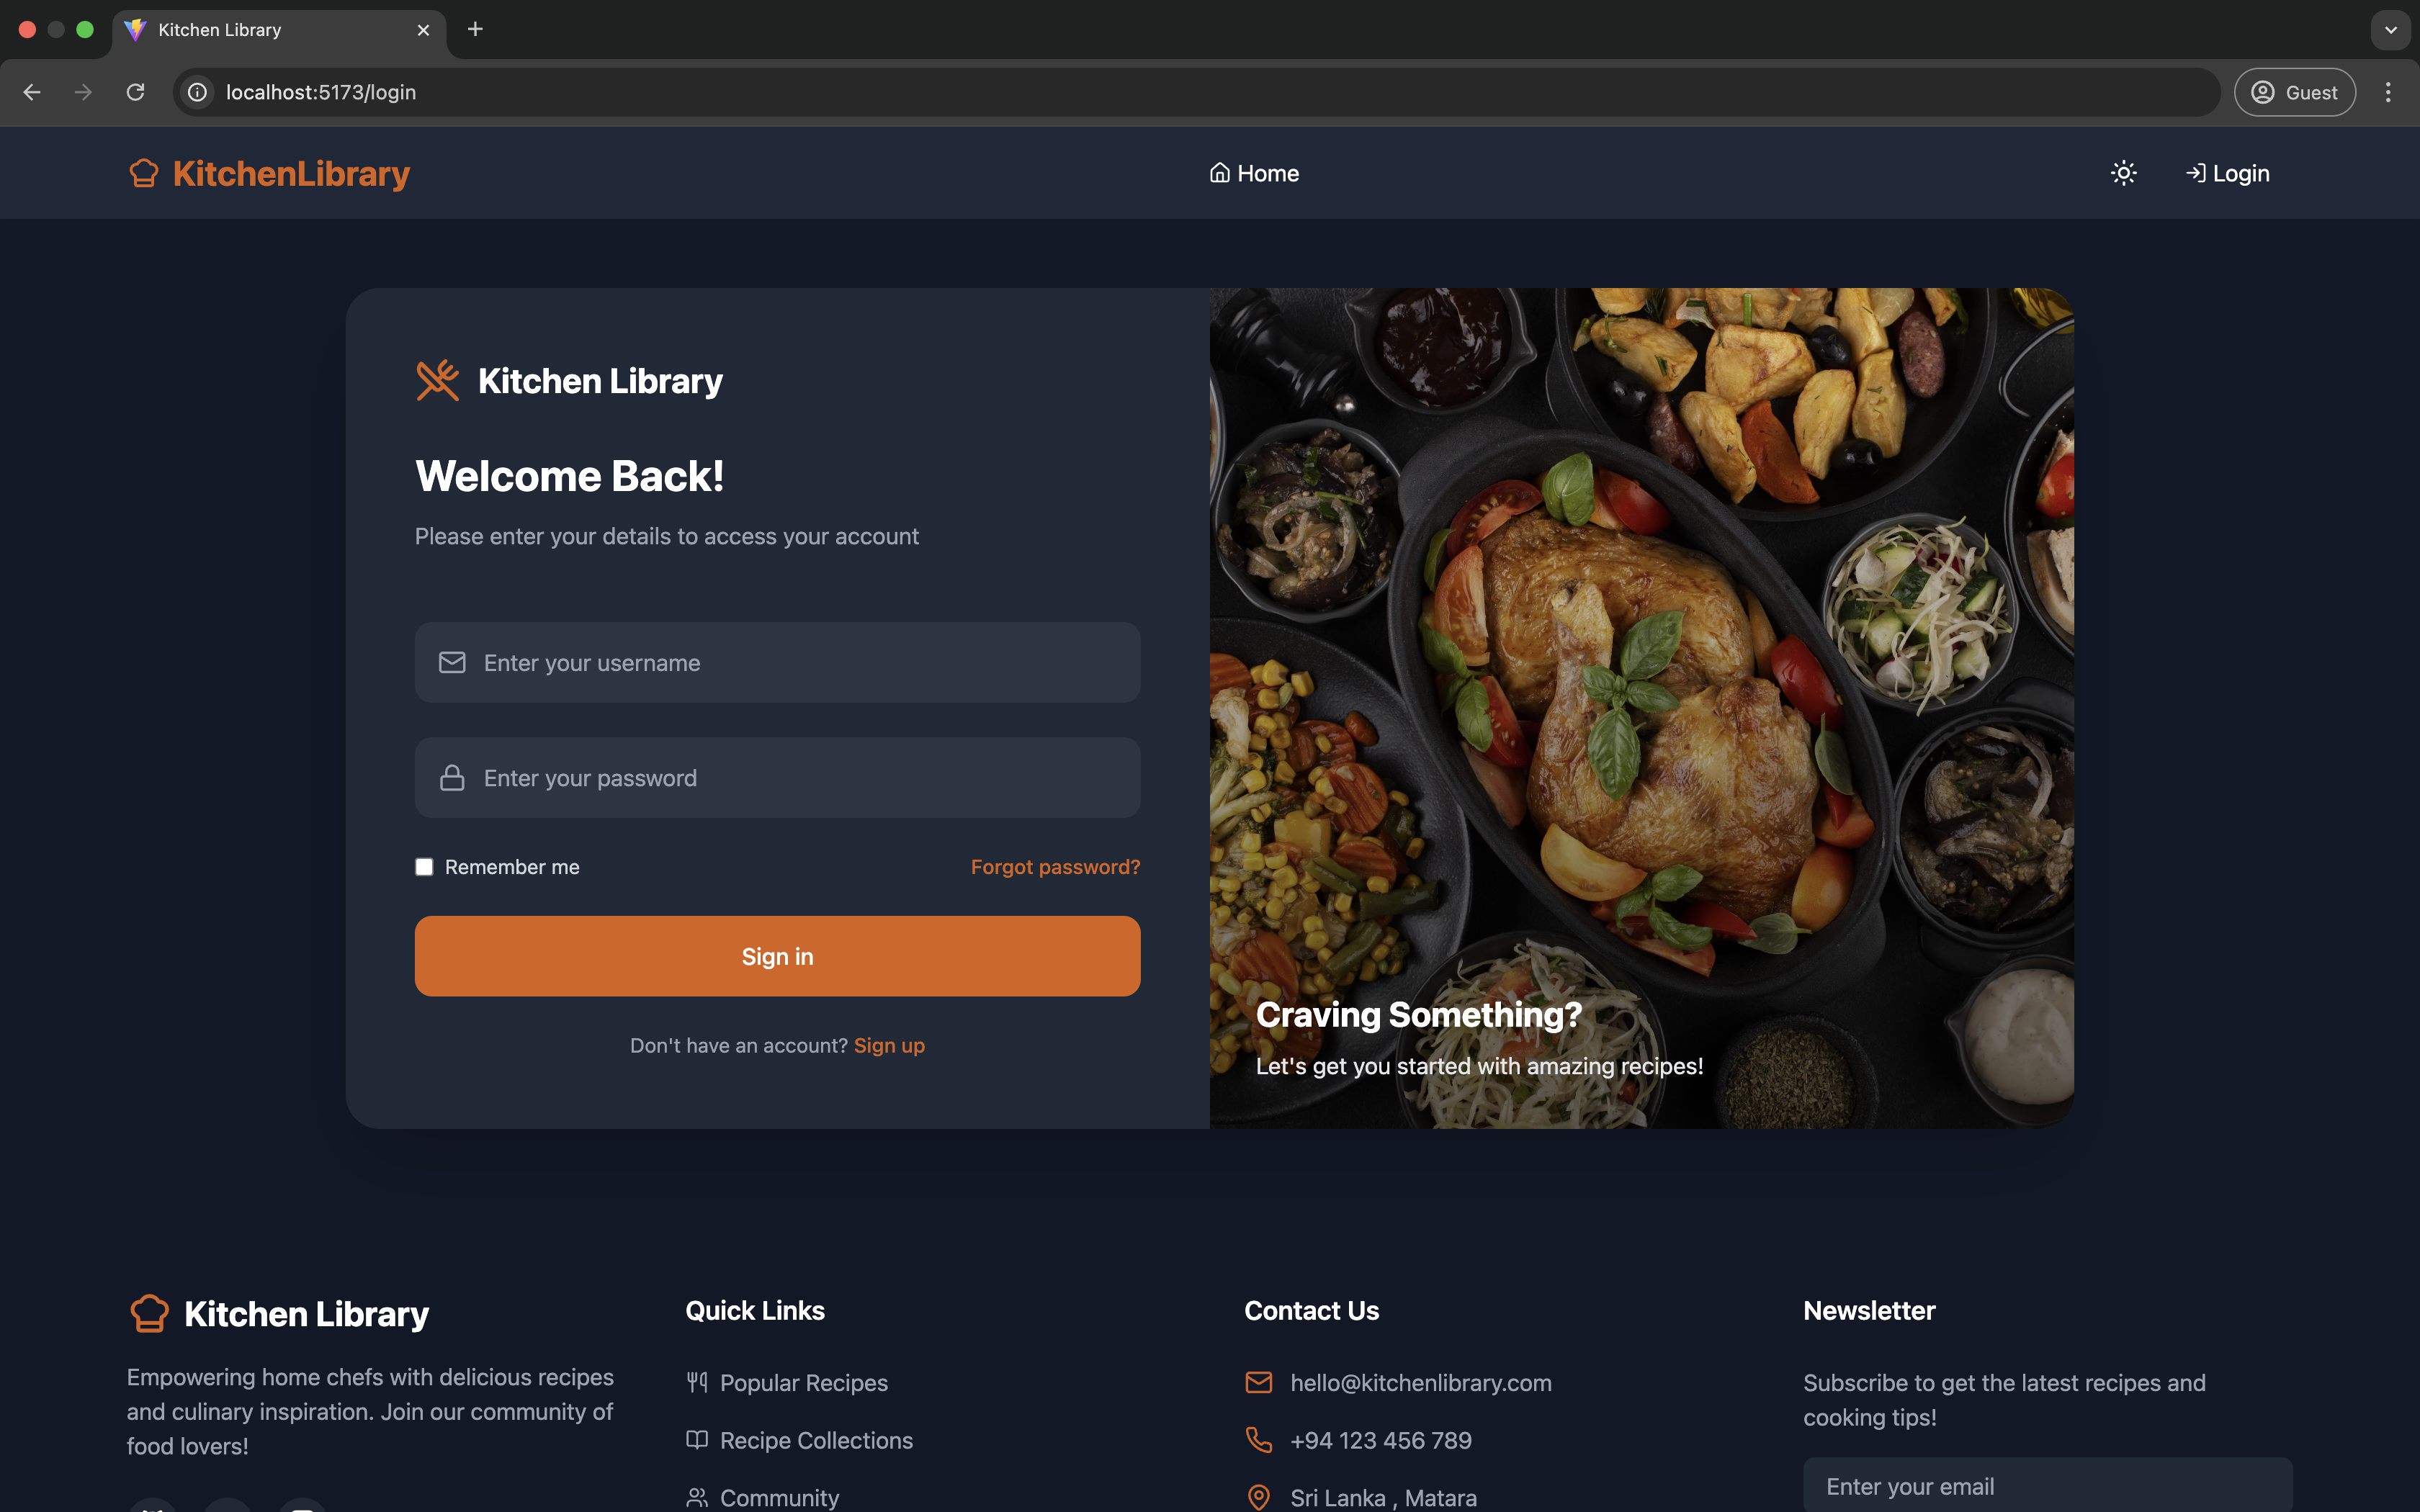 Kitchen Library
localhost:5173/login
Guest
KitchenLibrary
Home
Login
Kitchen Library
Welcome Back!
Please enter your details to access your account
Enter your username
Enter your password
Remember me
Forgot password?
Sign in
Don't have an account? Sign up
Craving Something?
Let's get you started with amazing recipes!
Kitchen Library
Empowering home chefs with delicious recipes
and culinary inspiration. Join our community of
food lovers!
Quick Links
Popular Recipes
Recipe Collections
Community
Contact Us
hello@kitchenlibrary.com
+94 123 456 789
Sri Lanka , Matara
Newsletter
Subscribe to get the latest recipes and
cooking tips!
Enter your email